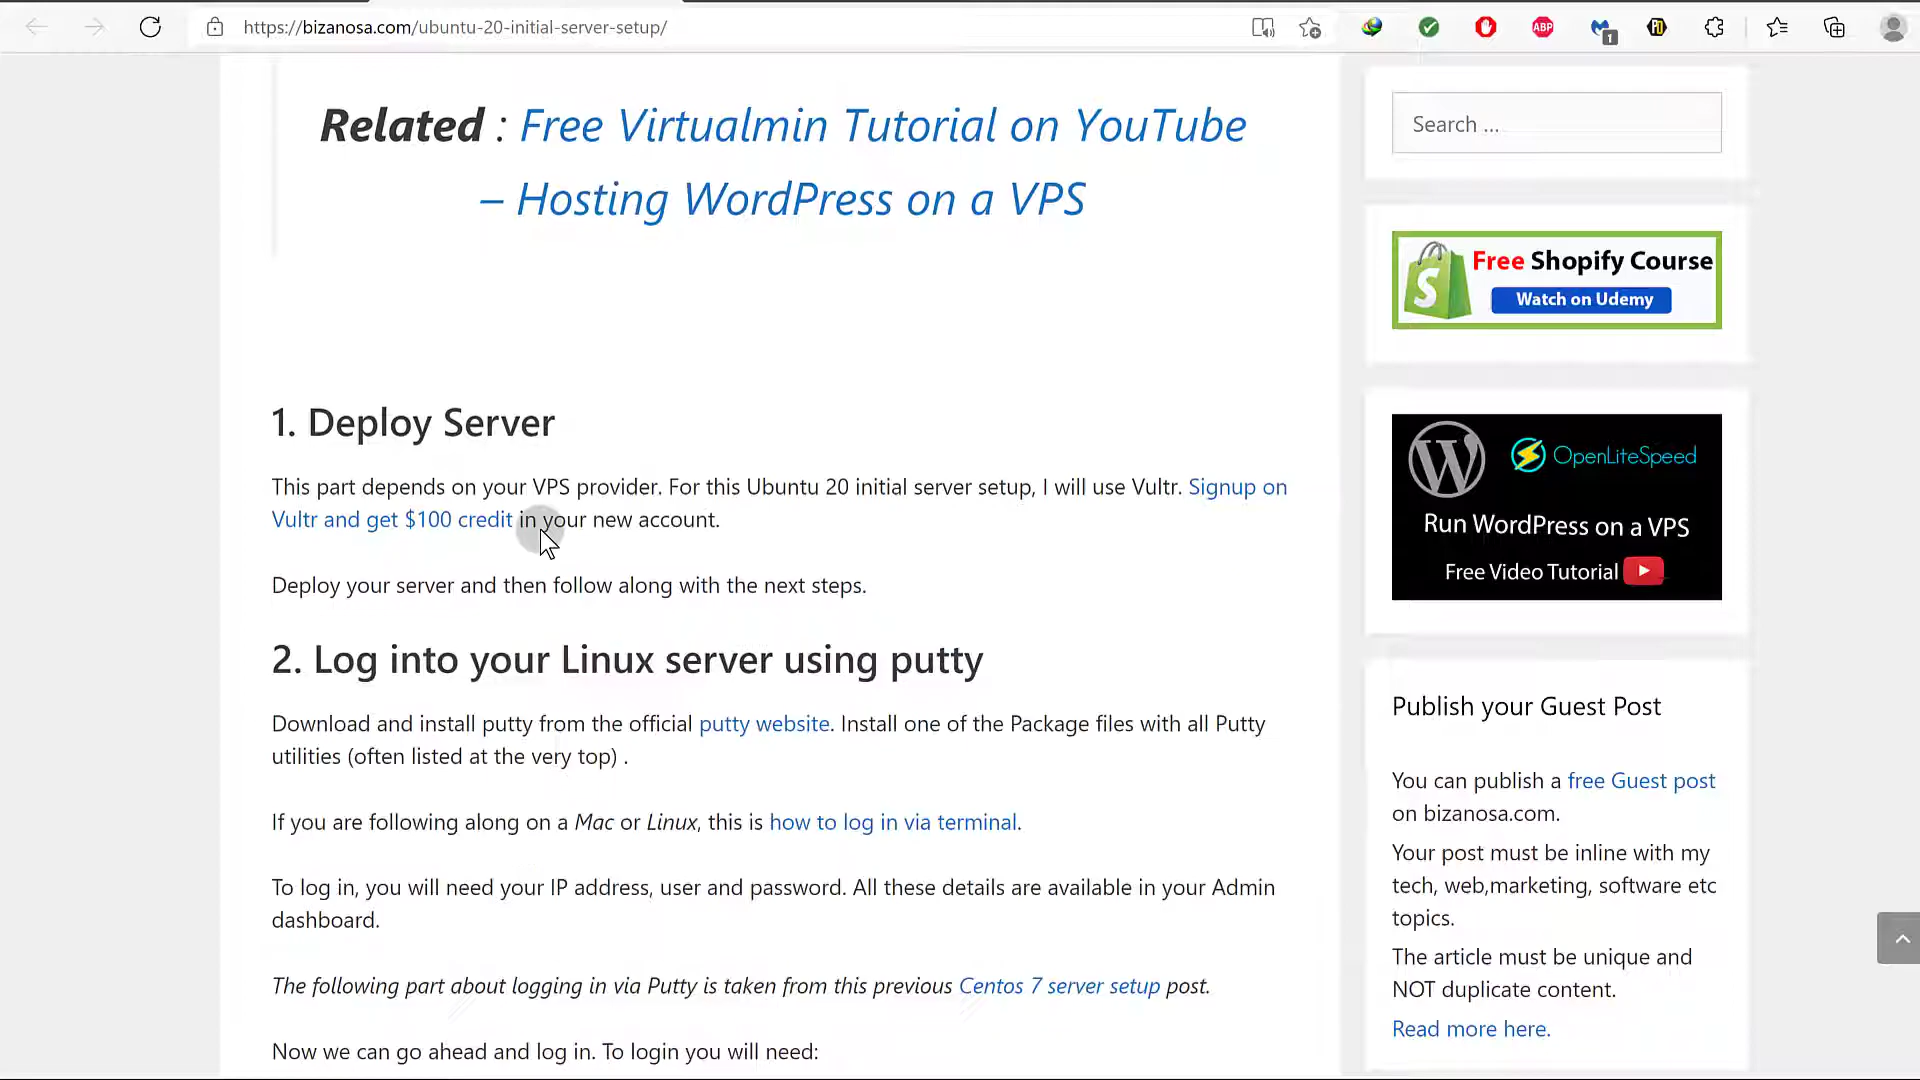 https://bizanosa.com/ubuntu-20-initial-server-setup/
ABP
1
Related : Free Virtualmin Tutorial on YouTube
– Hosting WordPress on a VPS
1. Deploy Server
This part depends on your VPS provider. For this Ubuntu 20 initial server setup, I will use Vultr. Signup on
Vultr and get $100 credit in your new account.
Deploy your server and then follow along with the next steps.
2. Log into your Linux server using putty
Download and install putty from the official putty website. Install one of the Package files with all Putty
utilities (often listed at the very top) .
If you are following along on a Mac or Linux, this is how to log in via terminal.
To log in, you will need your IP address, user and password. All these details are available in your Admin
dashboard.
The following part about logging in via Putty is taken from this previous Centos 7 server setup post.
Now we can go ahead and log in. To login you will need:
Search ...
Free Shopify Course
Watch on Udemy
OpenLiteSpeed
Run WordPress on a VPS
Free Video Tutorial
Publish your Guest Post
You can publish a free Guest post
on bizanosa.com.
Your post must be inline with my
tech, web,marketing, software etc
topics.
The article must be unique and
NOT duplicate content.
Read more here.